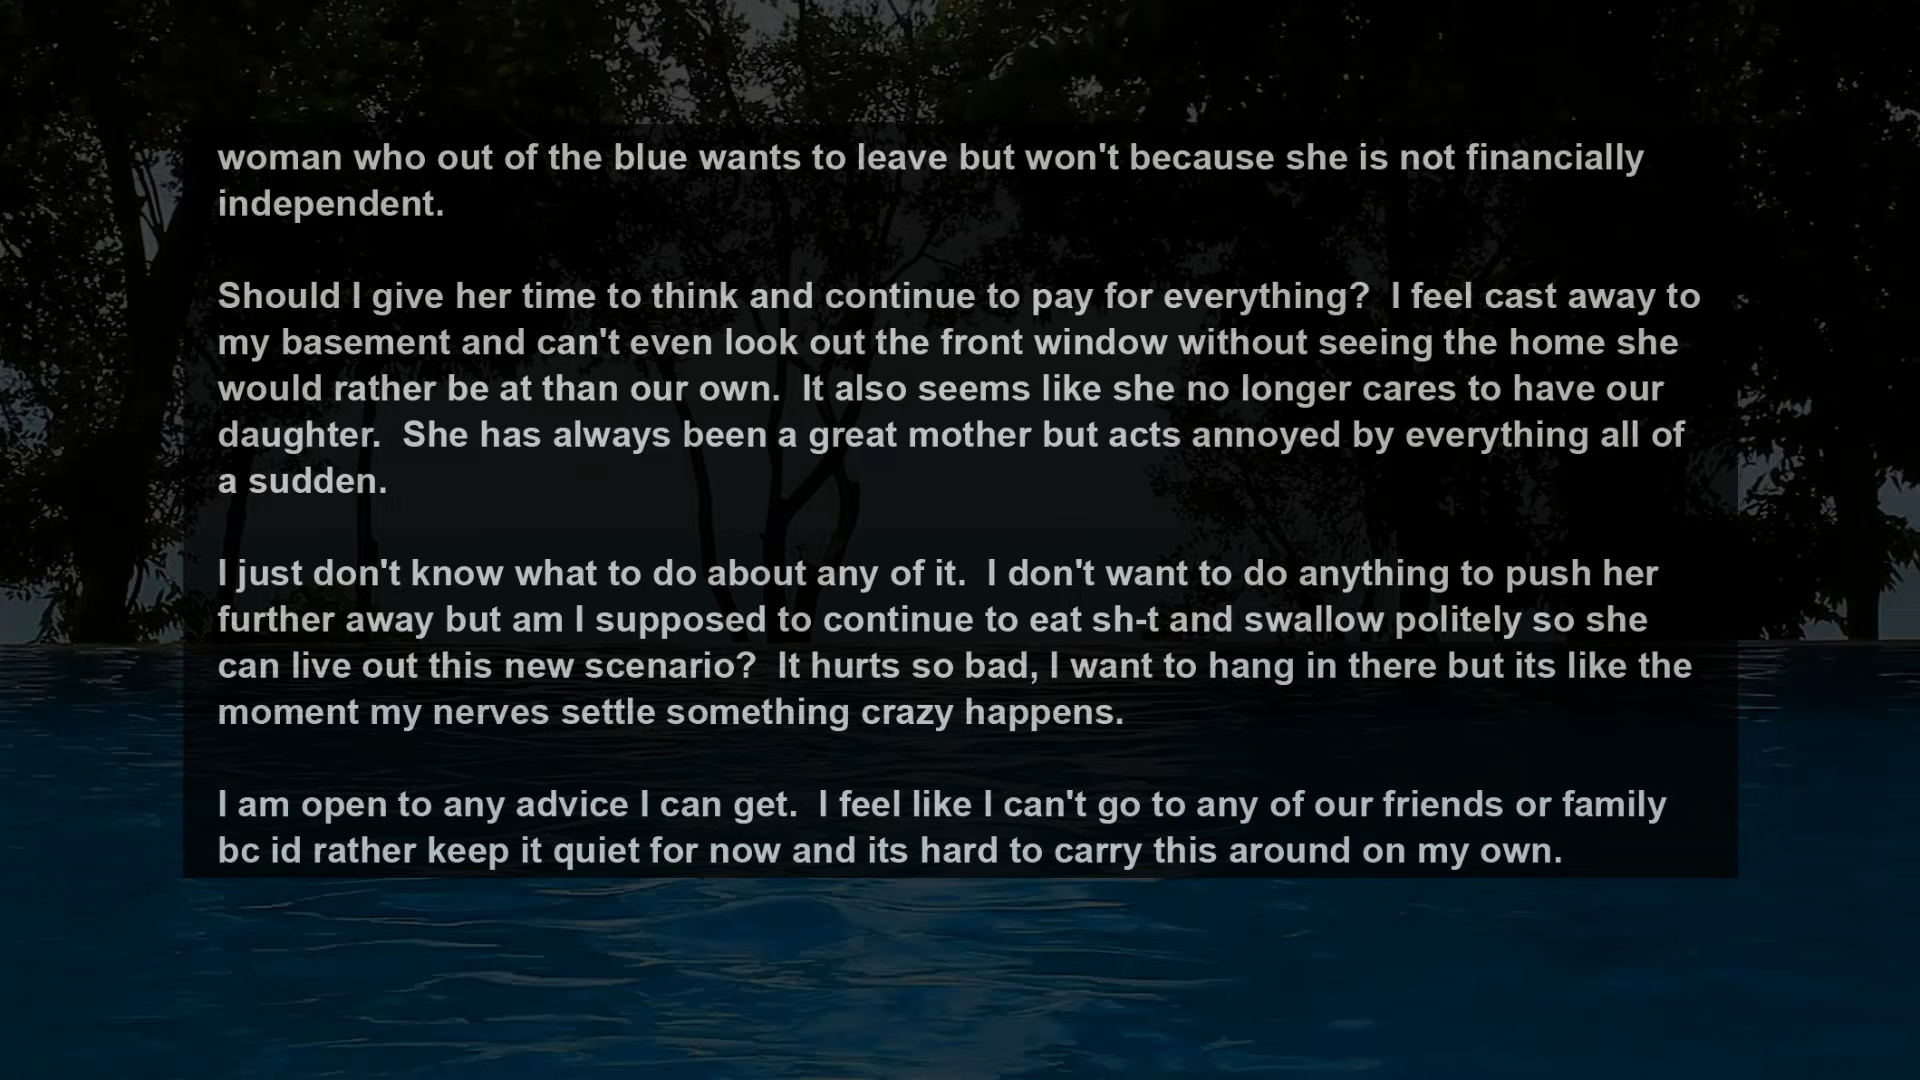 woman who out of the blue wants to leave but won't because she is not financially
independent.
Should I give her time to think and continue to pay for everything?  I feel cast away to
my basement and can't even look out the front window without seeing the home she
would rather be at than our own.  It also seems like she no longer cares to have our
daughter.  She has always been a great mother but acts annoyed by everything all of
a sudden.
I just don't know what to do about any of it.  I don't want to do anything to push her
further away but am I supposed to continue to eat sh-t and swallow politely so she
can live out this new scenario?  It hurts so bad, I want to hang in there but its like the
moment my nerves settle something crazy happens.
I am open to any advice I can get.  I feel like I can't go to any of our friends or family
bc id rather keep it quiet for now and its hard to carry this around on my own.